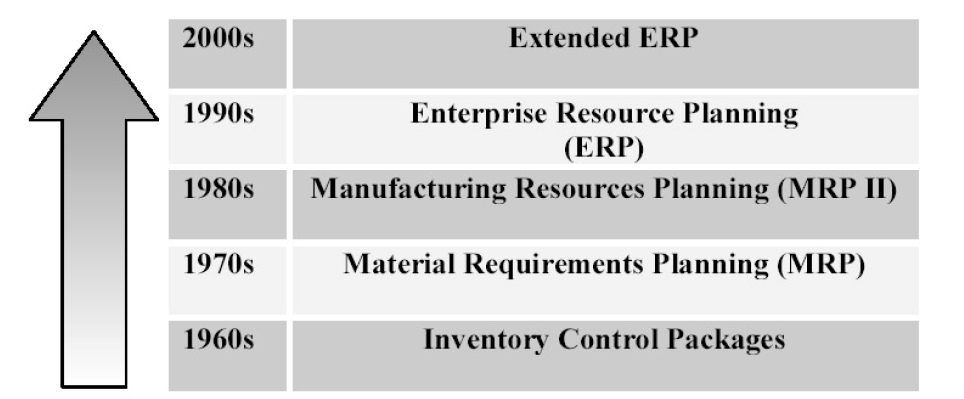 2000s Extended ERP
1990s Enterprise Resource Planning
(ERP)
1980s Manufacturing Resources Planning (MRP II)
1970s Material Requirements Planning (MRP)
1960s Inventory Control Packages